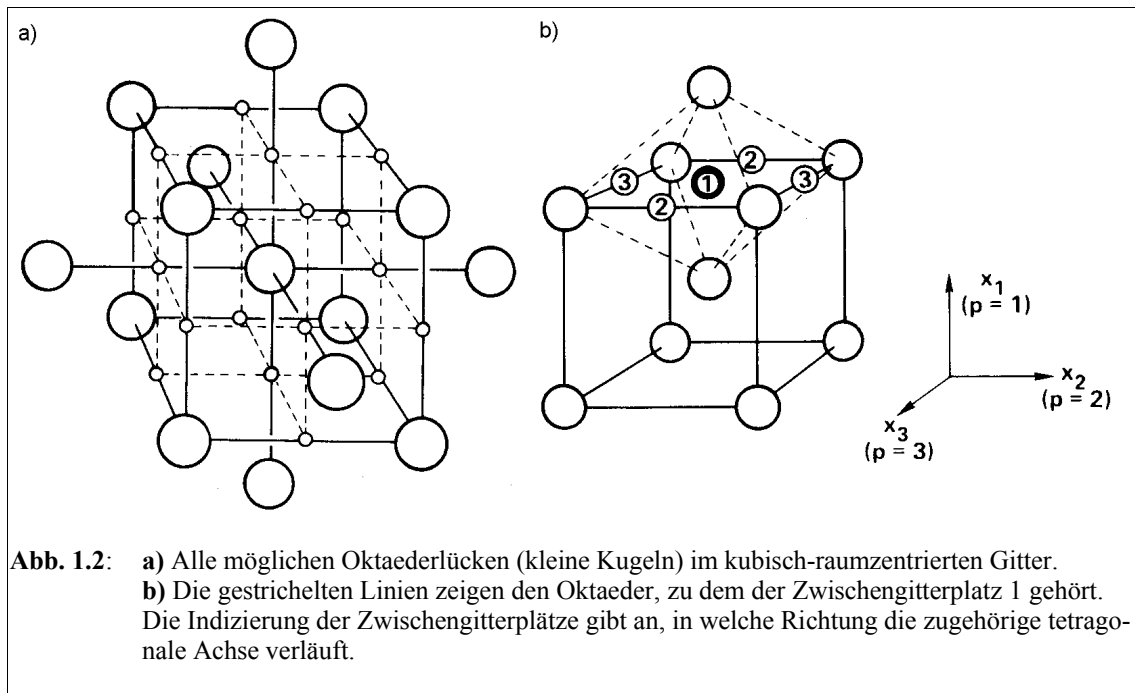 a)
b)
2
3
1
3
2
x1
(p = 1)
x2
(p = 2)
x3
(p = 3)
Abb. 1.2: a) Alle möglichen Oktaederlücken (kleine Kugeln) im kubisch-raumzentrierten Gitter.
b) Die gestrichelten Linien zeigen den Oktaeder, zu dem der Zwischengitterplatz 1 gehört.
Die Indizierung der Zwischengitterplätze gibt an, in welche Richtung die zugehörige tetrago-
nale Achse verläuft.